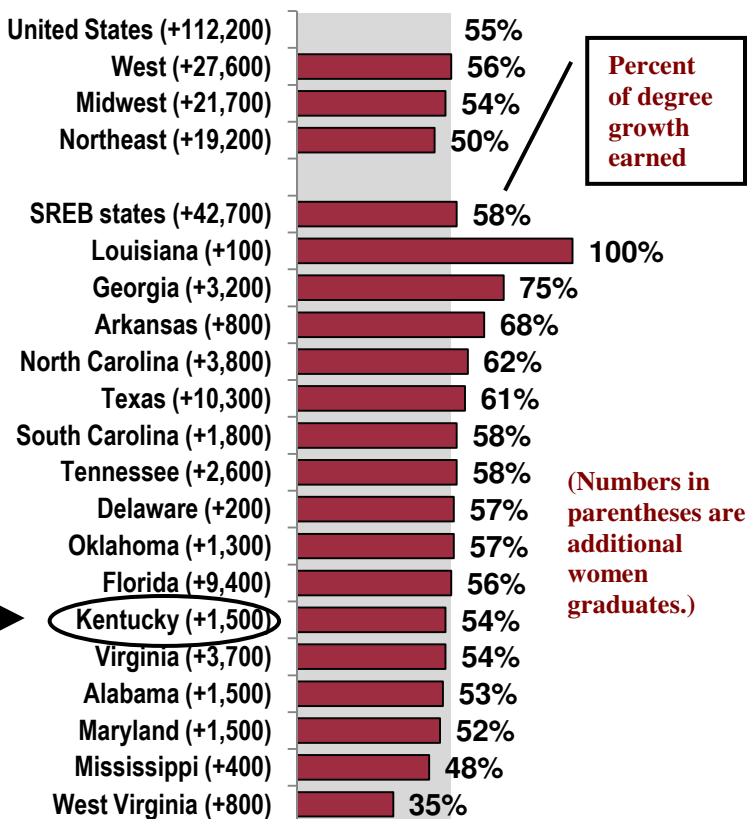 United States (+112,200) 55%
West (+27,600) 56%
Midwest (+21,700) 54%
Northeast (+19,200) 50%
Percent
of degree
growth
earned
SREB states (+42,700) 58%
Louisiana (+100) 100%
Georgia (+3,200) 75%
Arkansas (+800) 68%
North Carolina (+3,800) 62%
Texas (+10,300) 61%
South Carolina (+1,800) 58%
Tennessee (+2,600) 58%
Delaware (+200) 57%
Oklahoma (+1,300) 57%
Florida (+9,400) 56%
Kentucky (+1,500) 54%
Virginia (+3,700) 54%
Alabama (+1,500) 53%
Maryland (+1,500) 52%
Mississippi (+400) 48%
West Virginia (+800) 35%
(Numbers in
parentheses are
additional
women
graduates.)